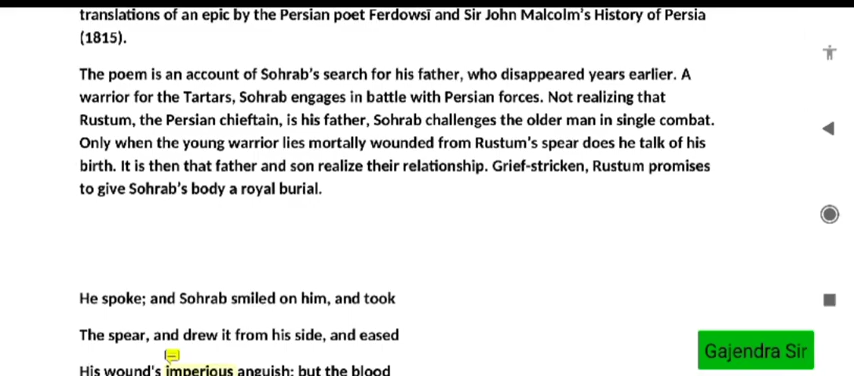 translations of an epic by the Persian poet Ferdowsī and Sir John Malcolm's History of Persia
(1815).
The poem is an account of Sohrab's search for his father, who disappeared years earlier. A
warrior for the Tartars, Sohrab engages in battle with Persian forces. Not realizing that
Rustum, the Persian chieftain, is his father, Sohrab challenges the older man in single combat.
Only when the young warrior lies mortally wounded from Rustum's spear does he talk of his
birth. It is then that father and son realize their relationship. Grief-stricken, Rustum promises
to give Sohrab's body a royal burial.
He spoke; and Sohrab smiled on him, and took
The spear, and drew it from his side, and eased
Gajendra Sir
His wound's imperious anguish; but the blood